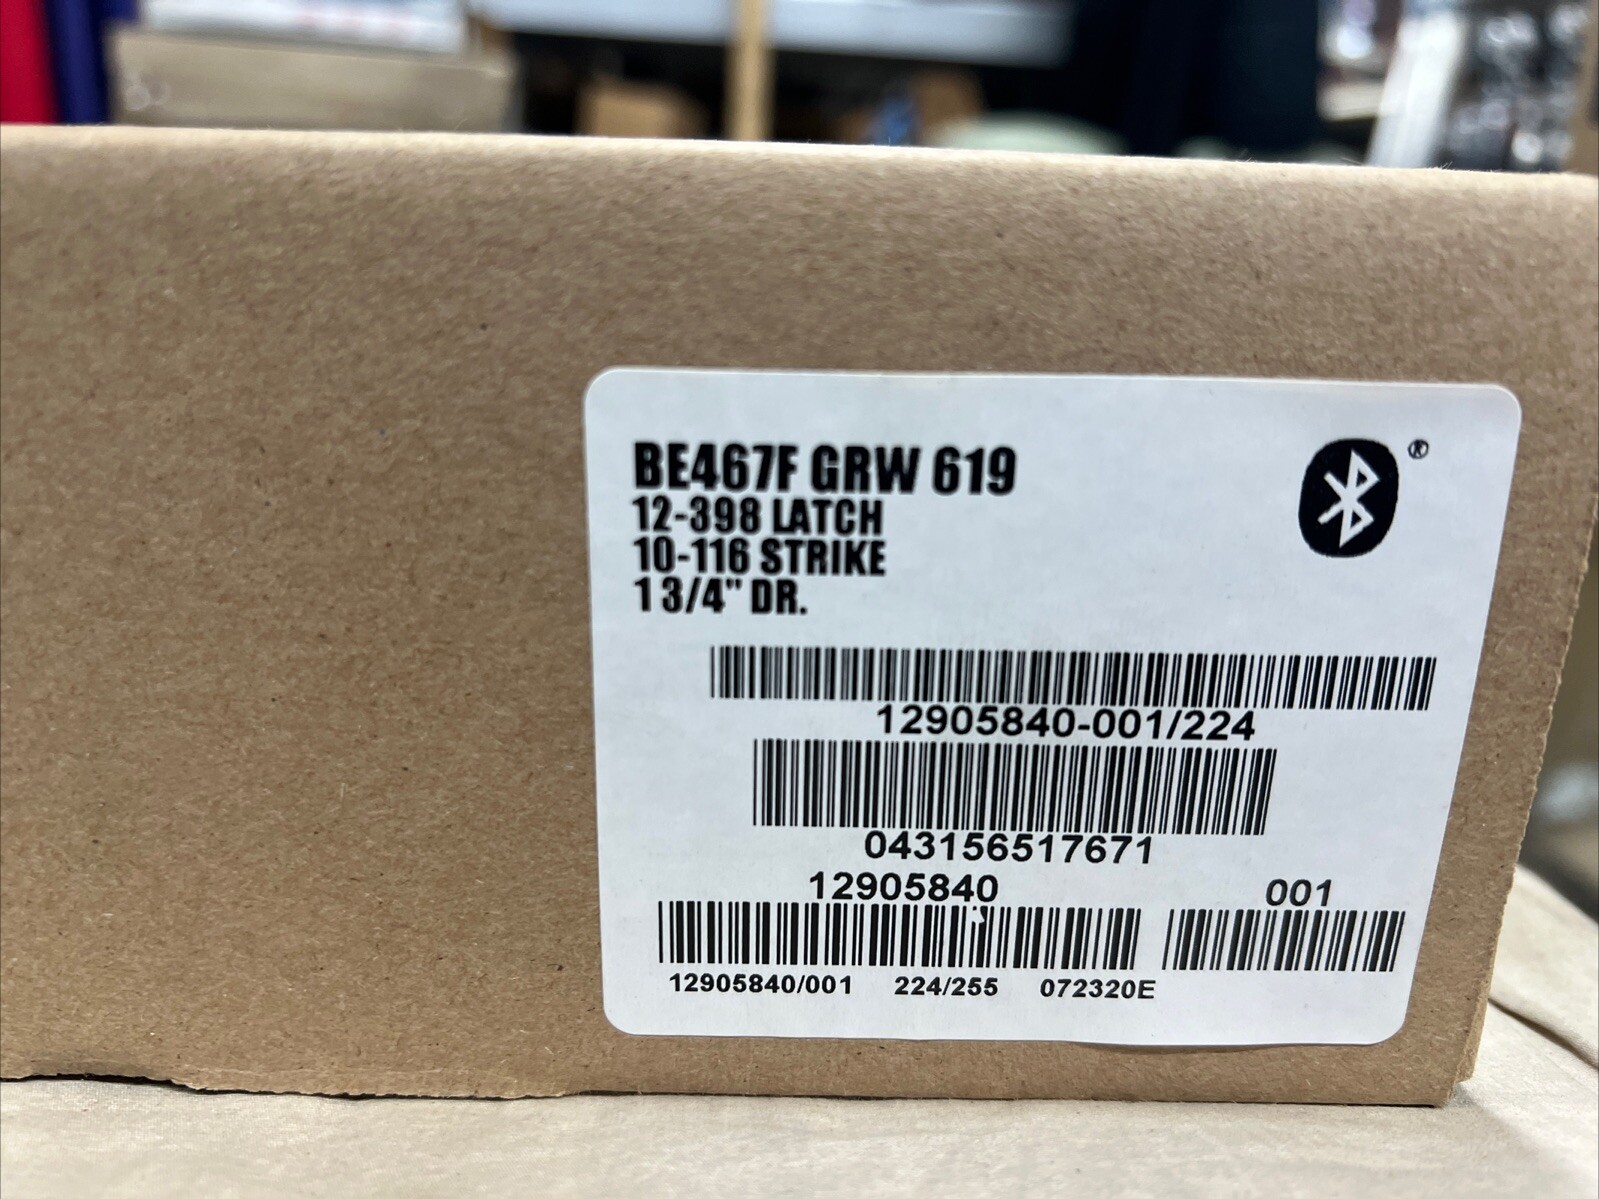 BE467F GRW 619
®
12-398 LATCH
10-116 STRIKE
1 3/4" DR.
12905840-001/224
043156517671
12905840 001
12905840/001 224/255 072320E